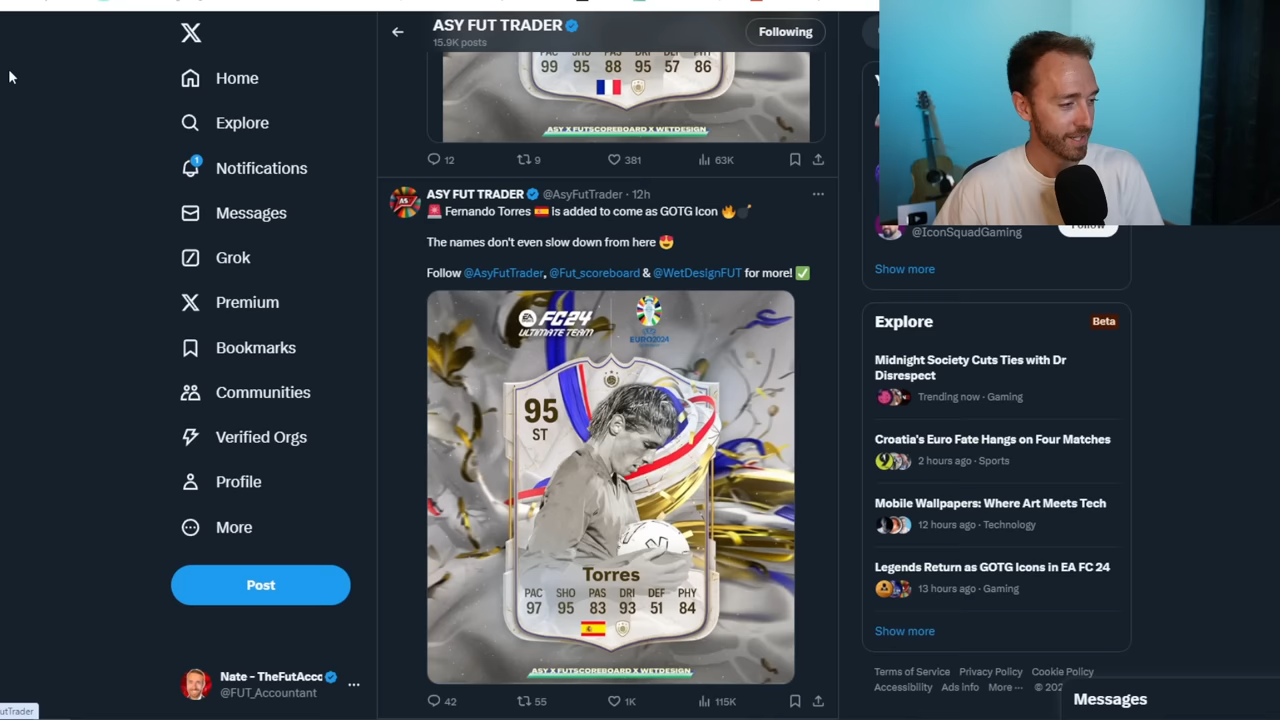 Home
Explore
1
Notifications
Messages
Grok
Premium
Bookmarks
Communities
Verified Orgs
Profile
More
Post
Nate - TheFutAcc
@FUT_Accountant
utTrader
ASY FUT TRADER
15.9K posts
Following
PAC SHO PAS DRI DEF PHY
99 95 88 95 57 86
ASY X FUTSCOREBOARD X WETDESIGN
12 9 381 63K
ASY FUT TRADER @AsyFutTrader · 12h
🚨 Fernando Torres 🇪🇸 is added to come as GOTG Icon 🔥💣
The names don't even slow down from here 😍
Follow @AsyFutTrader, @Fut_scoreboard & @WetDesignFUT for more! ✅
EA SPORTS FC24
ULTIMATE TEAM
EURO2024
95
ST
Torres
PAC SHO PAS DRI DEF PHY
97 95 83 93 51 84
ASY X FUTSCOREBOARD X WETDESIGN
42 55 1K 115K
@IconSquadGaming
Follow
Show more
Explore
Beta
Midnight Society Cuts Ties with Dr
Disrespect
Trending now · Gaming
Croatia's Euro Fate Hangs on Four Matches
2 hours ago · Sports
Mobile Wallpapers: Where Art Meets Tech
12 hours ago · Technology
Legends Return as GOTG Icons in EA FC 24
13 hours ago · Gaming
Show more
Terms of Service Privacy Policy Cookie Policy
Accessibility Ads info More ··· © 202
Messages